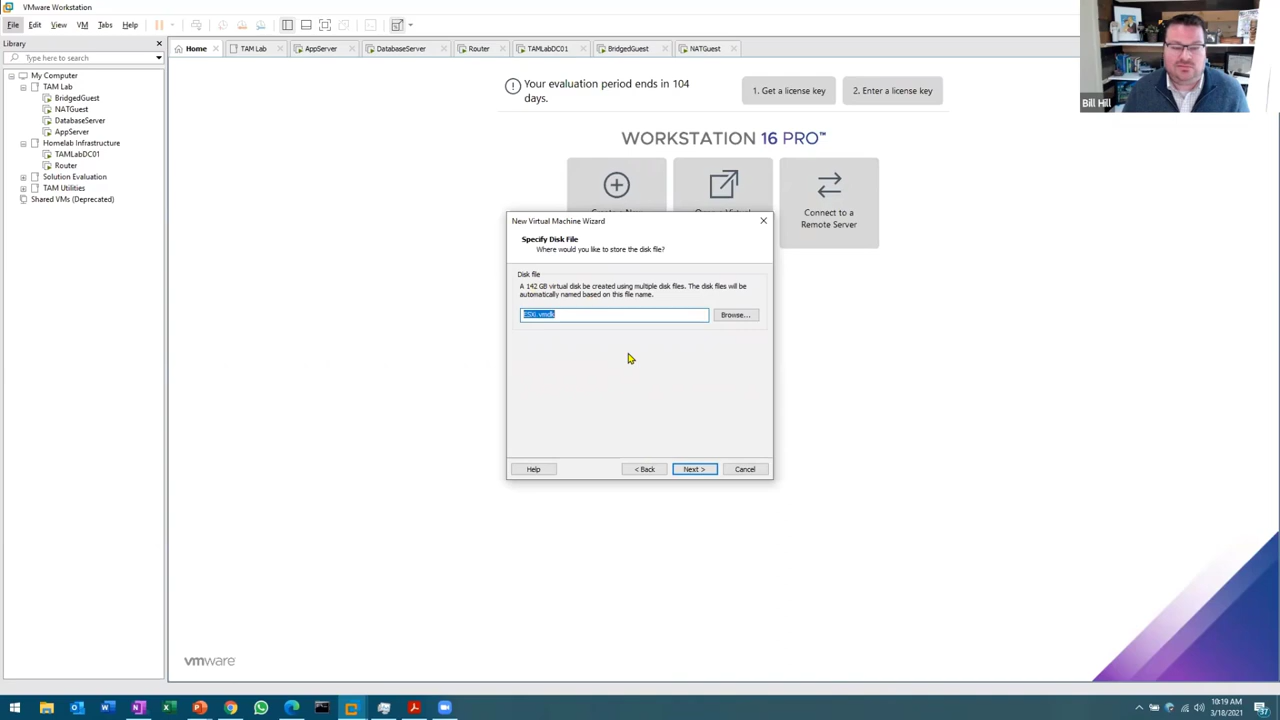 VMware Workstation
File Edit View VM Tabs Help
Library
Type here to search
My Computer
TAM Lab
BridgedGuest
NATGuest
DatabaseServer
AppServer
Homelab Infrastructure
TAMLabDC01
Router
Solution Evaluation
TAM Utilities
Shared VMs (Deprecated)
Home TAM Lab AppServer DatabaseServer Router TAMLabDC01 BridgedGuest NATGuest
Your evaluation period ends in 104
days.
1. Get a license key
2. Enter a license key
WORKSTATION 16 PRO™
Connect to a
Remote Server
New Virtual Machine Wizard
Specify Disk File
Where would you like to store the disk file?
Disk file
A 142 GB virtual disk be created using multiple disk files. The disk files will be
automatically named based on this file name.
ESXi.vmdk
Browse...
Help
< Back
Next >
Cancel
vmware
Bill Hill
10:19 AM
3/18/2021
37